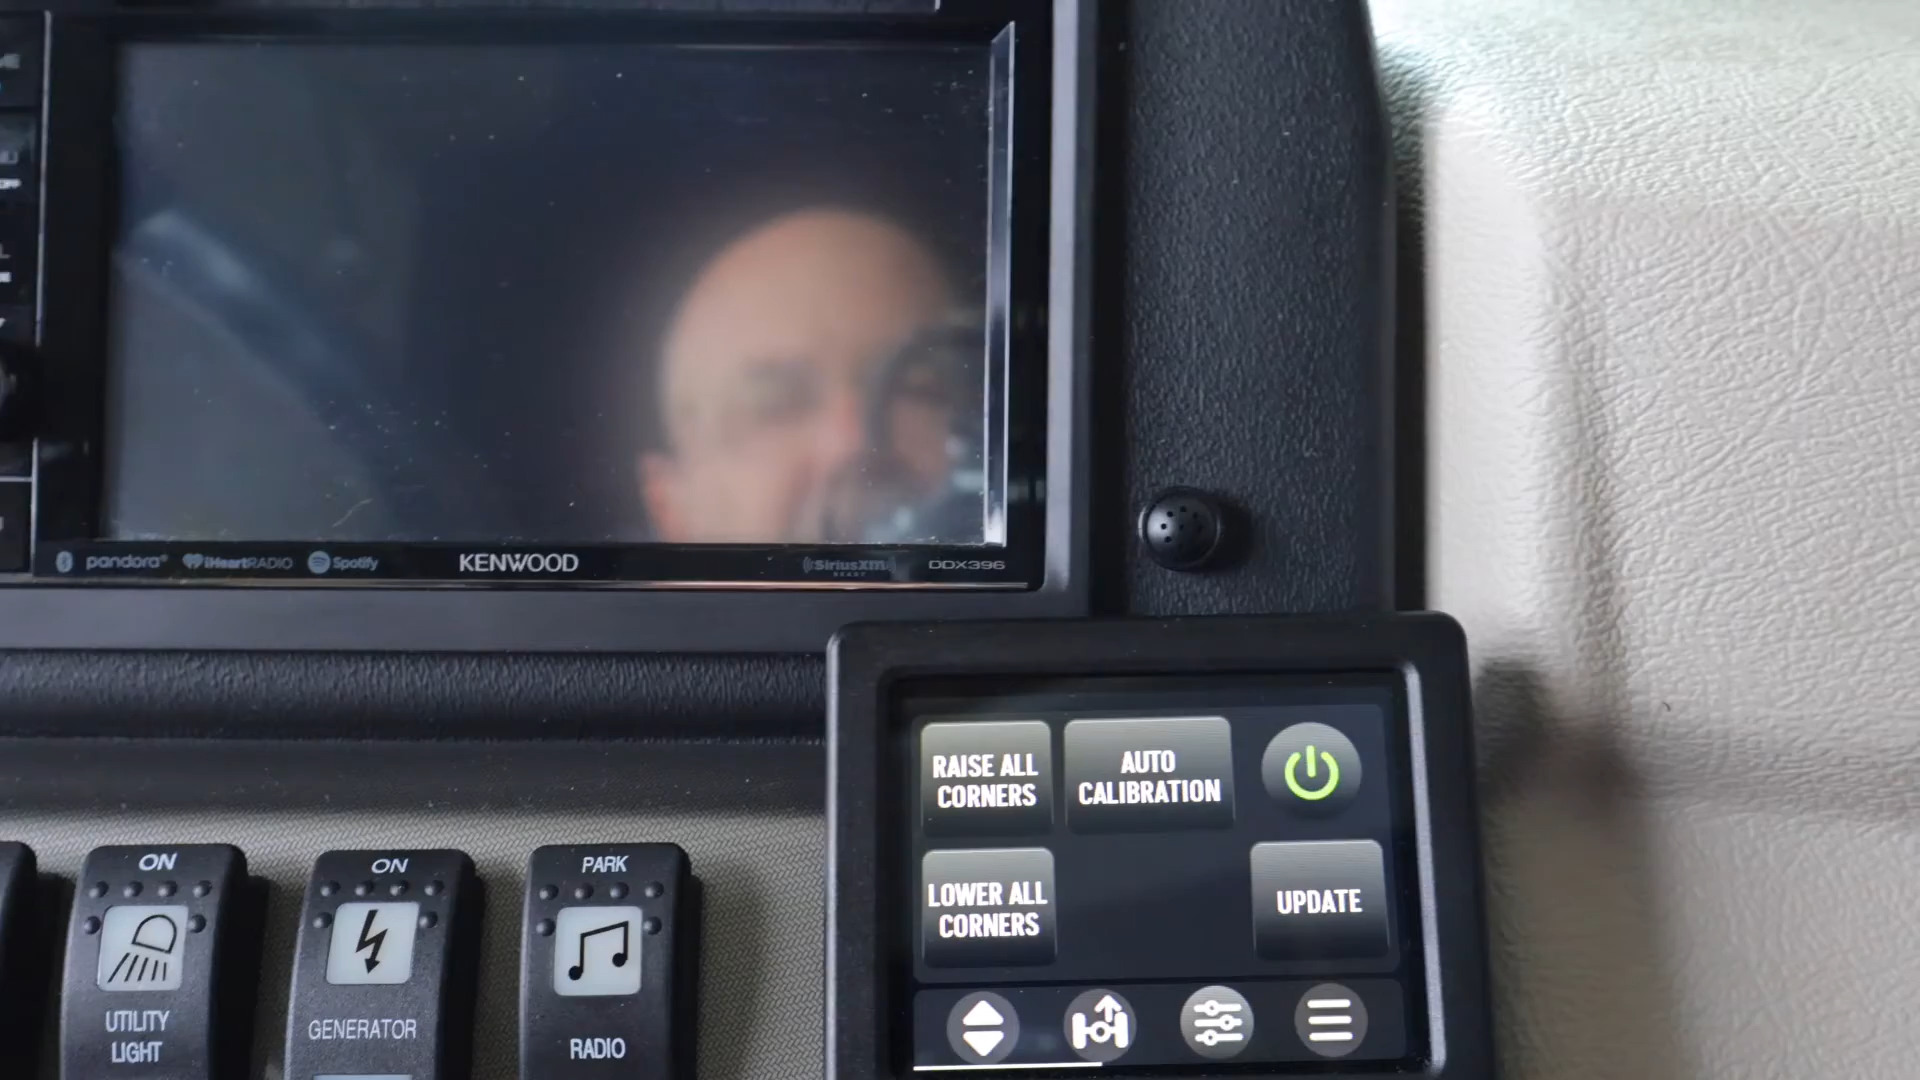 pandora
iHeartRADIO
Spotify
KENWOOD
SiriusXM
READY
DDX396
RAISE ALL
CORNERS
AUTO
CALIBRATION
LOWER ALL
CORNERS
UPDATE
ON
UTILITY
LIGHT
ON
GENERATOR
PARK
RADIO